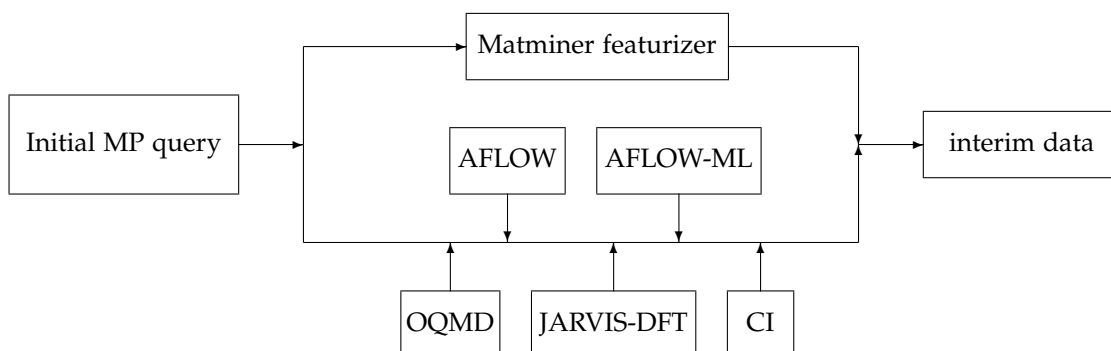 Matminer featurizer
Initial MP query
interim data
AFLOW
AFLOW-ML
OQMD
JARVIS-DFT
CI